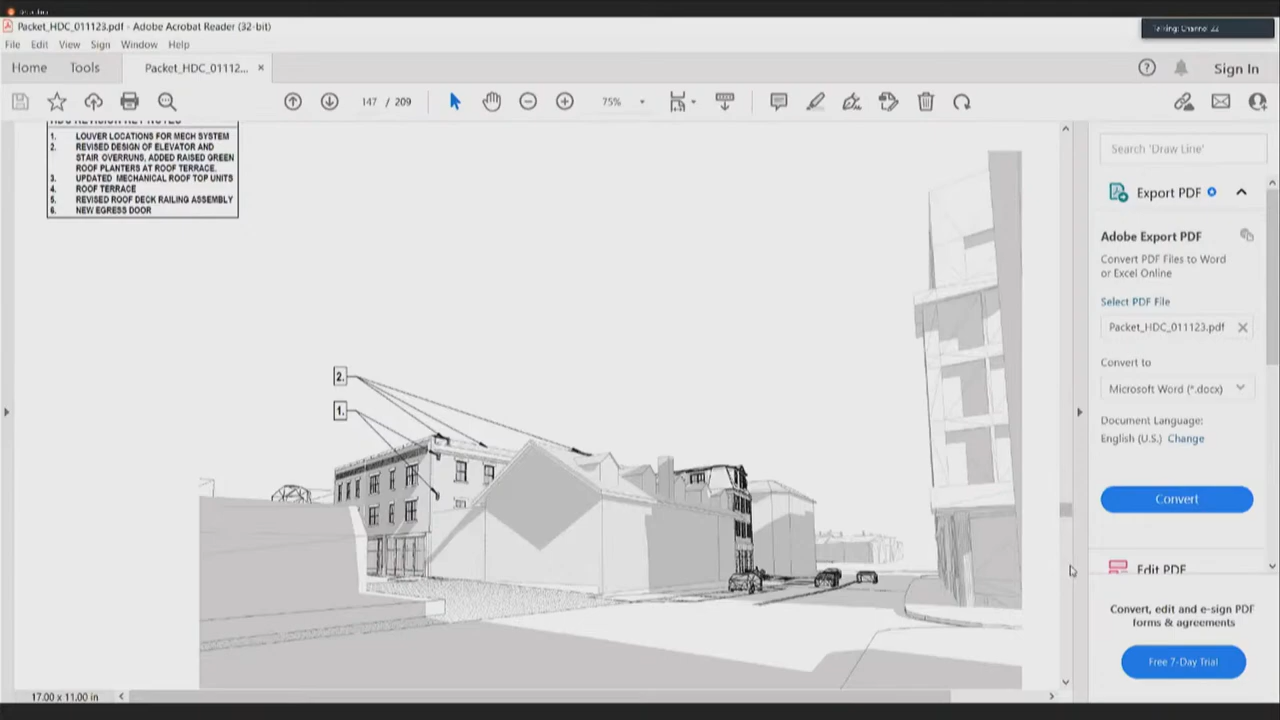 Packet_HDC_011123.pdf - Adobe Acrobat Reader (32-bit)
Talking: Channel 22
File Edit View Sign Window Help
Home Tools Packet_HDC_01112... × Sign In
147 / 209 75%
1. LOUVER LOCATIONS FOR MECH SYSTEM
2. REVISED DESIGN OF ELEVATOR AND
STAIR OVERRUNS, ADDED RAISED GREEN
ROOF PLANTERS AT ROOF TERRACE.
3. UPDATED MECHANICAL ROOF TOP UNITS
4. ROOF TERRACE
5. REVISED ROOF DECK RAILING ASSEMBLY
6. NEW EGRESS DOOR
2.
1.
17.00 x 11.00 in
Search 'Draw Line'
Export PDF
Adobe Export PDF
Convert PDF Files to Word
or Excel Online
Select PDF File
Packet_HDC_011123.pdf
Convert to
Microsoft Word (*.docx)
Document Language:
English (U.S.) Change
Convert
Edit PDF
Convert, edit and e-sign PDF
forms & agreements
Free 7-Day Trial